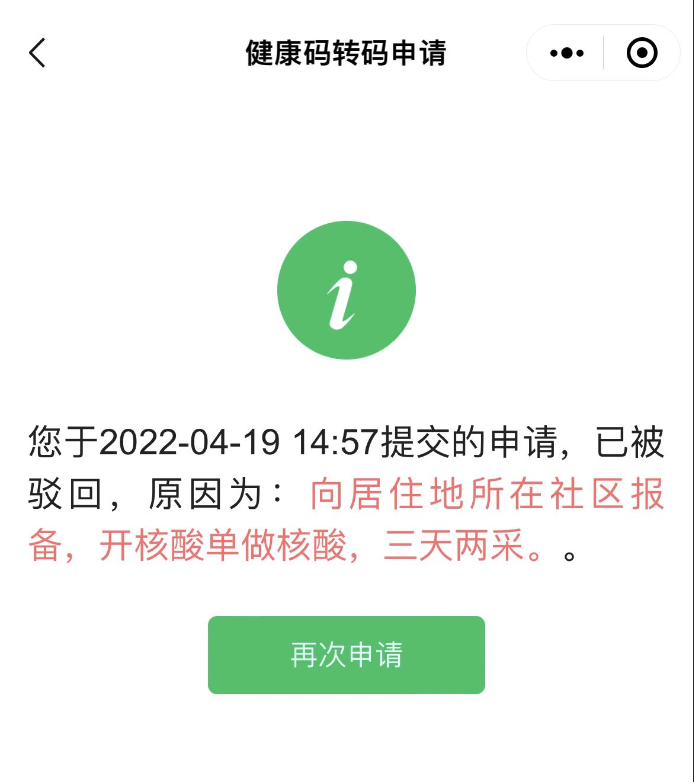 健康码转码申请
i
您于2022-04-19 14:57提交的申请，已被
驳回，原因为：向居住地所在社区报
备，开核酸单做核酸，三天两采。。
再次申请